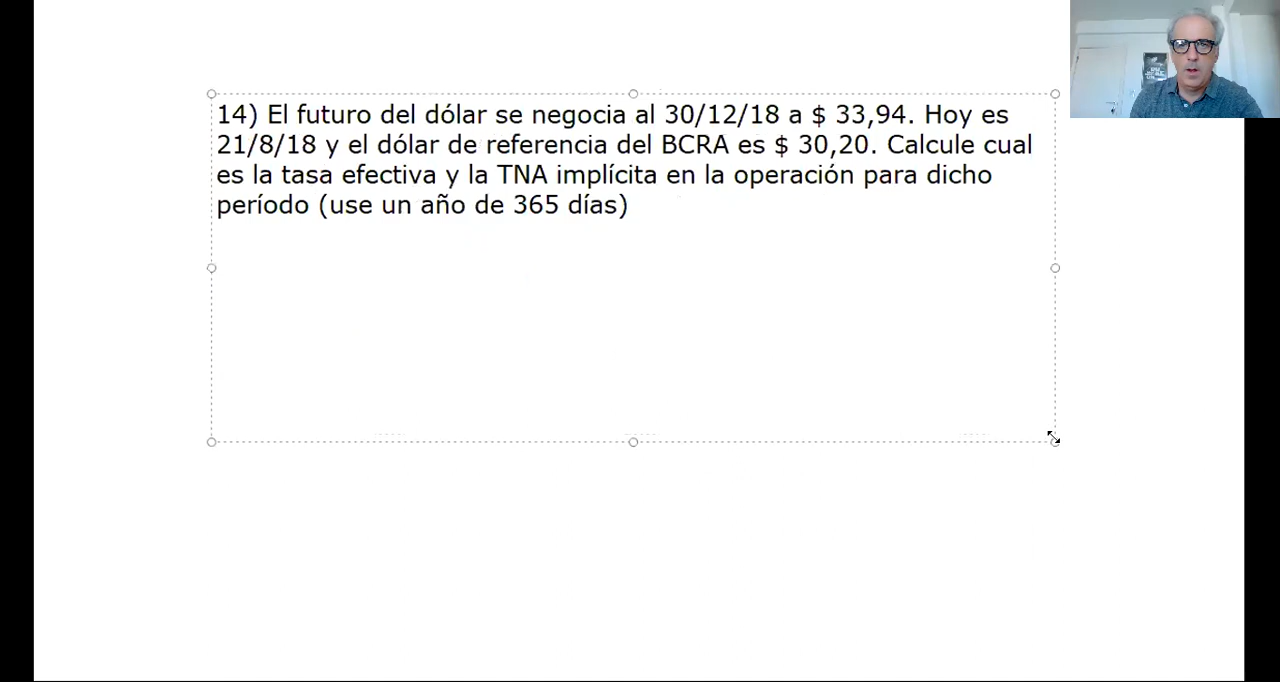 14) El futuro del dólar se negocia al 30/12/18 a $ 33,94. Hoy es
21/8/18 y el dólar de referencia del BCRA es $ 30,20. Calcule cual
es la tasa efectiva y la TNA implícita en la operación para dicho
período (use un año de 365 días)